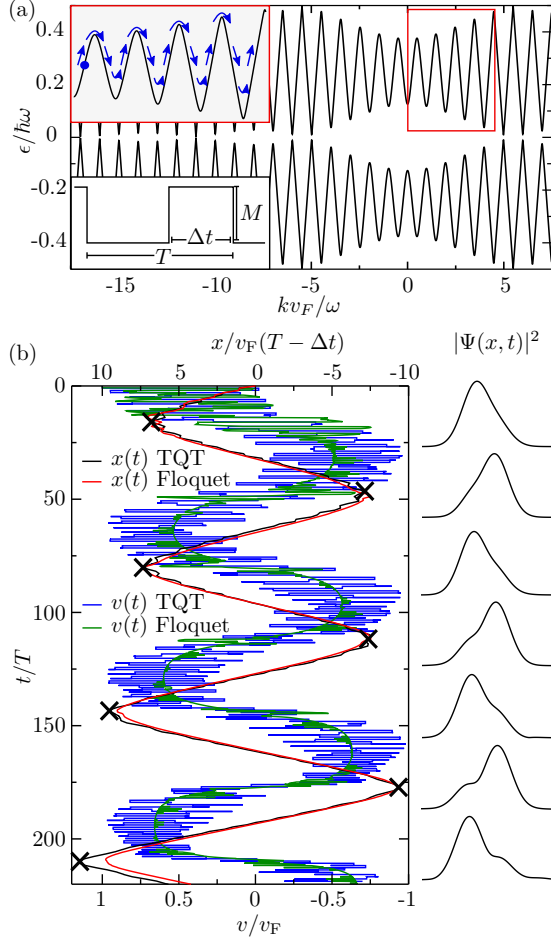 a)
ϵ/ħω
0.4
0.2
0
-0.2
-0.4
M
Δt
T
-15
-10
-5
0
5
kv_F/ω
(b)
x/v_F(T − Δt)
|Ψ(x, t)|²
10
5
0
-5
-10
0
50
100
150
200
t/T
x(t) TQT
x(t) Floquet
v(t) TQT
v(t) Floquet
1
0.5
0
-0.5
-1
v/v_F